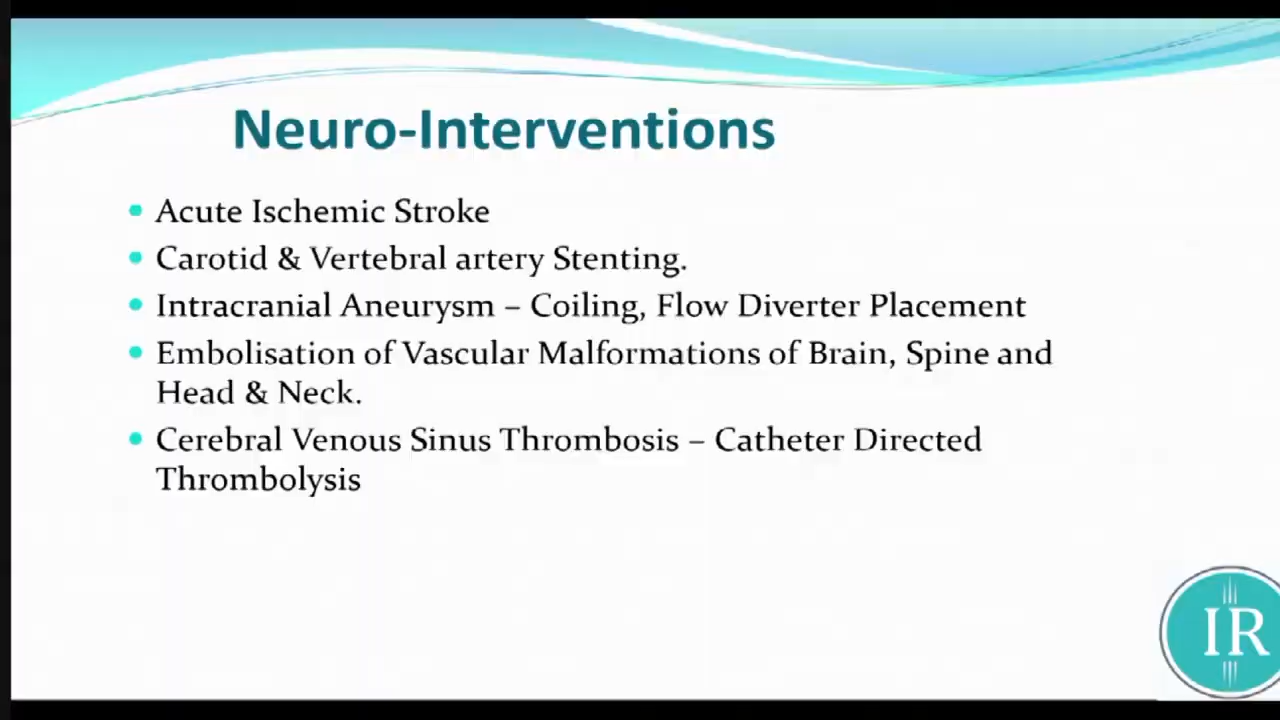 Neuro-Interventions
Acute Ischemic Stroke
Carotid & Vertebral artery Stenting.
Intracranial Aneurysm – Coiling, Flow Diverter Placement
Embolisation of Vascular Malformations of Brain, Spine and
Head & Neck.
Cerebral Venous Sinus Thrombosis – Catheter Directed
Thrombolysis
IR